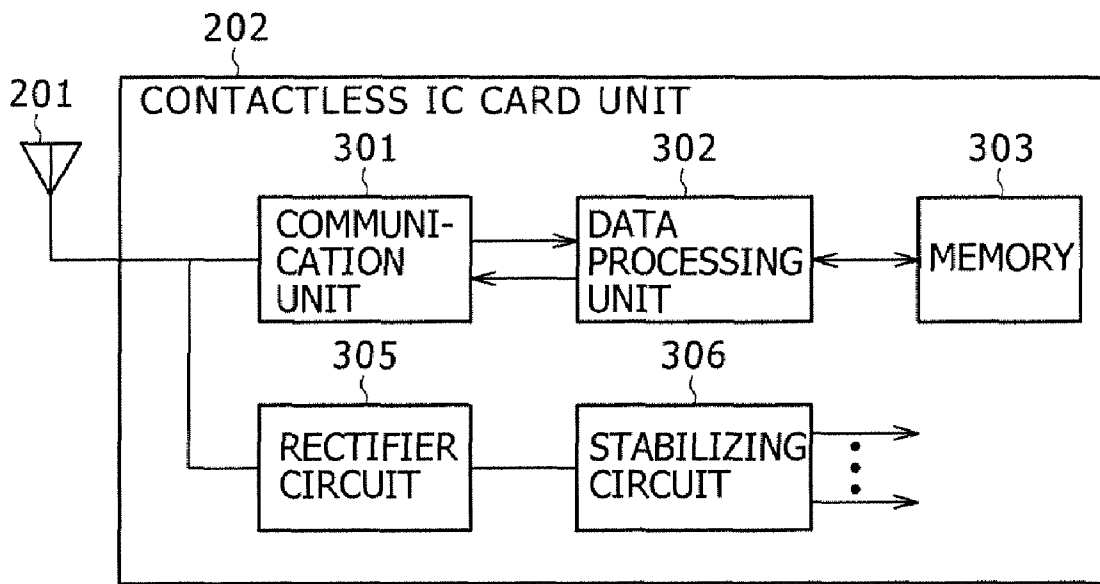 202
201
CONTACTLESS IC CARD UNIT
301
302
303
COMMUNI-
CATION
UNIT
DATA
PROCESSING
UNIT
MEMORY
305
306
RECTIFIER
CIRCUIT
STABILIZING
CIRCUIT